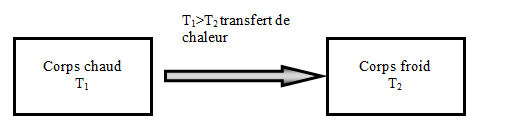 T₁>T₂ transfert de
chaleur
Corps chaud
T₁
Corps froid
T₂